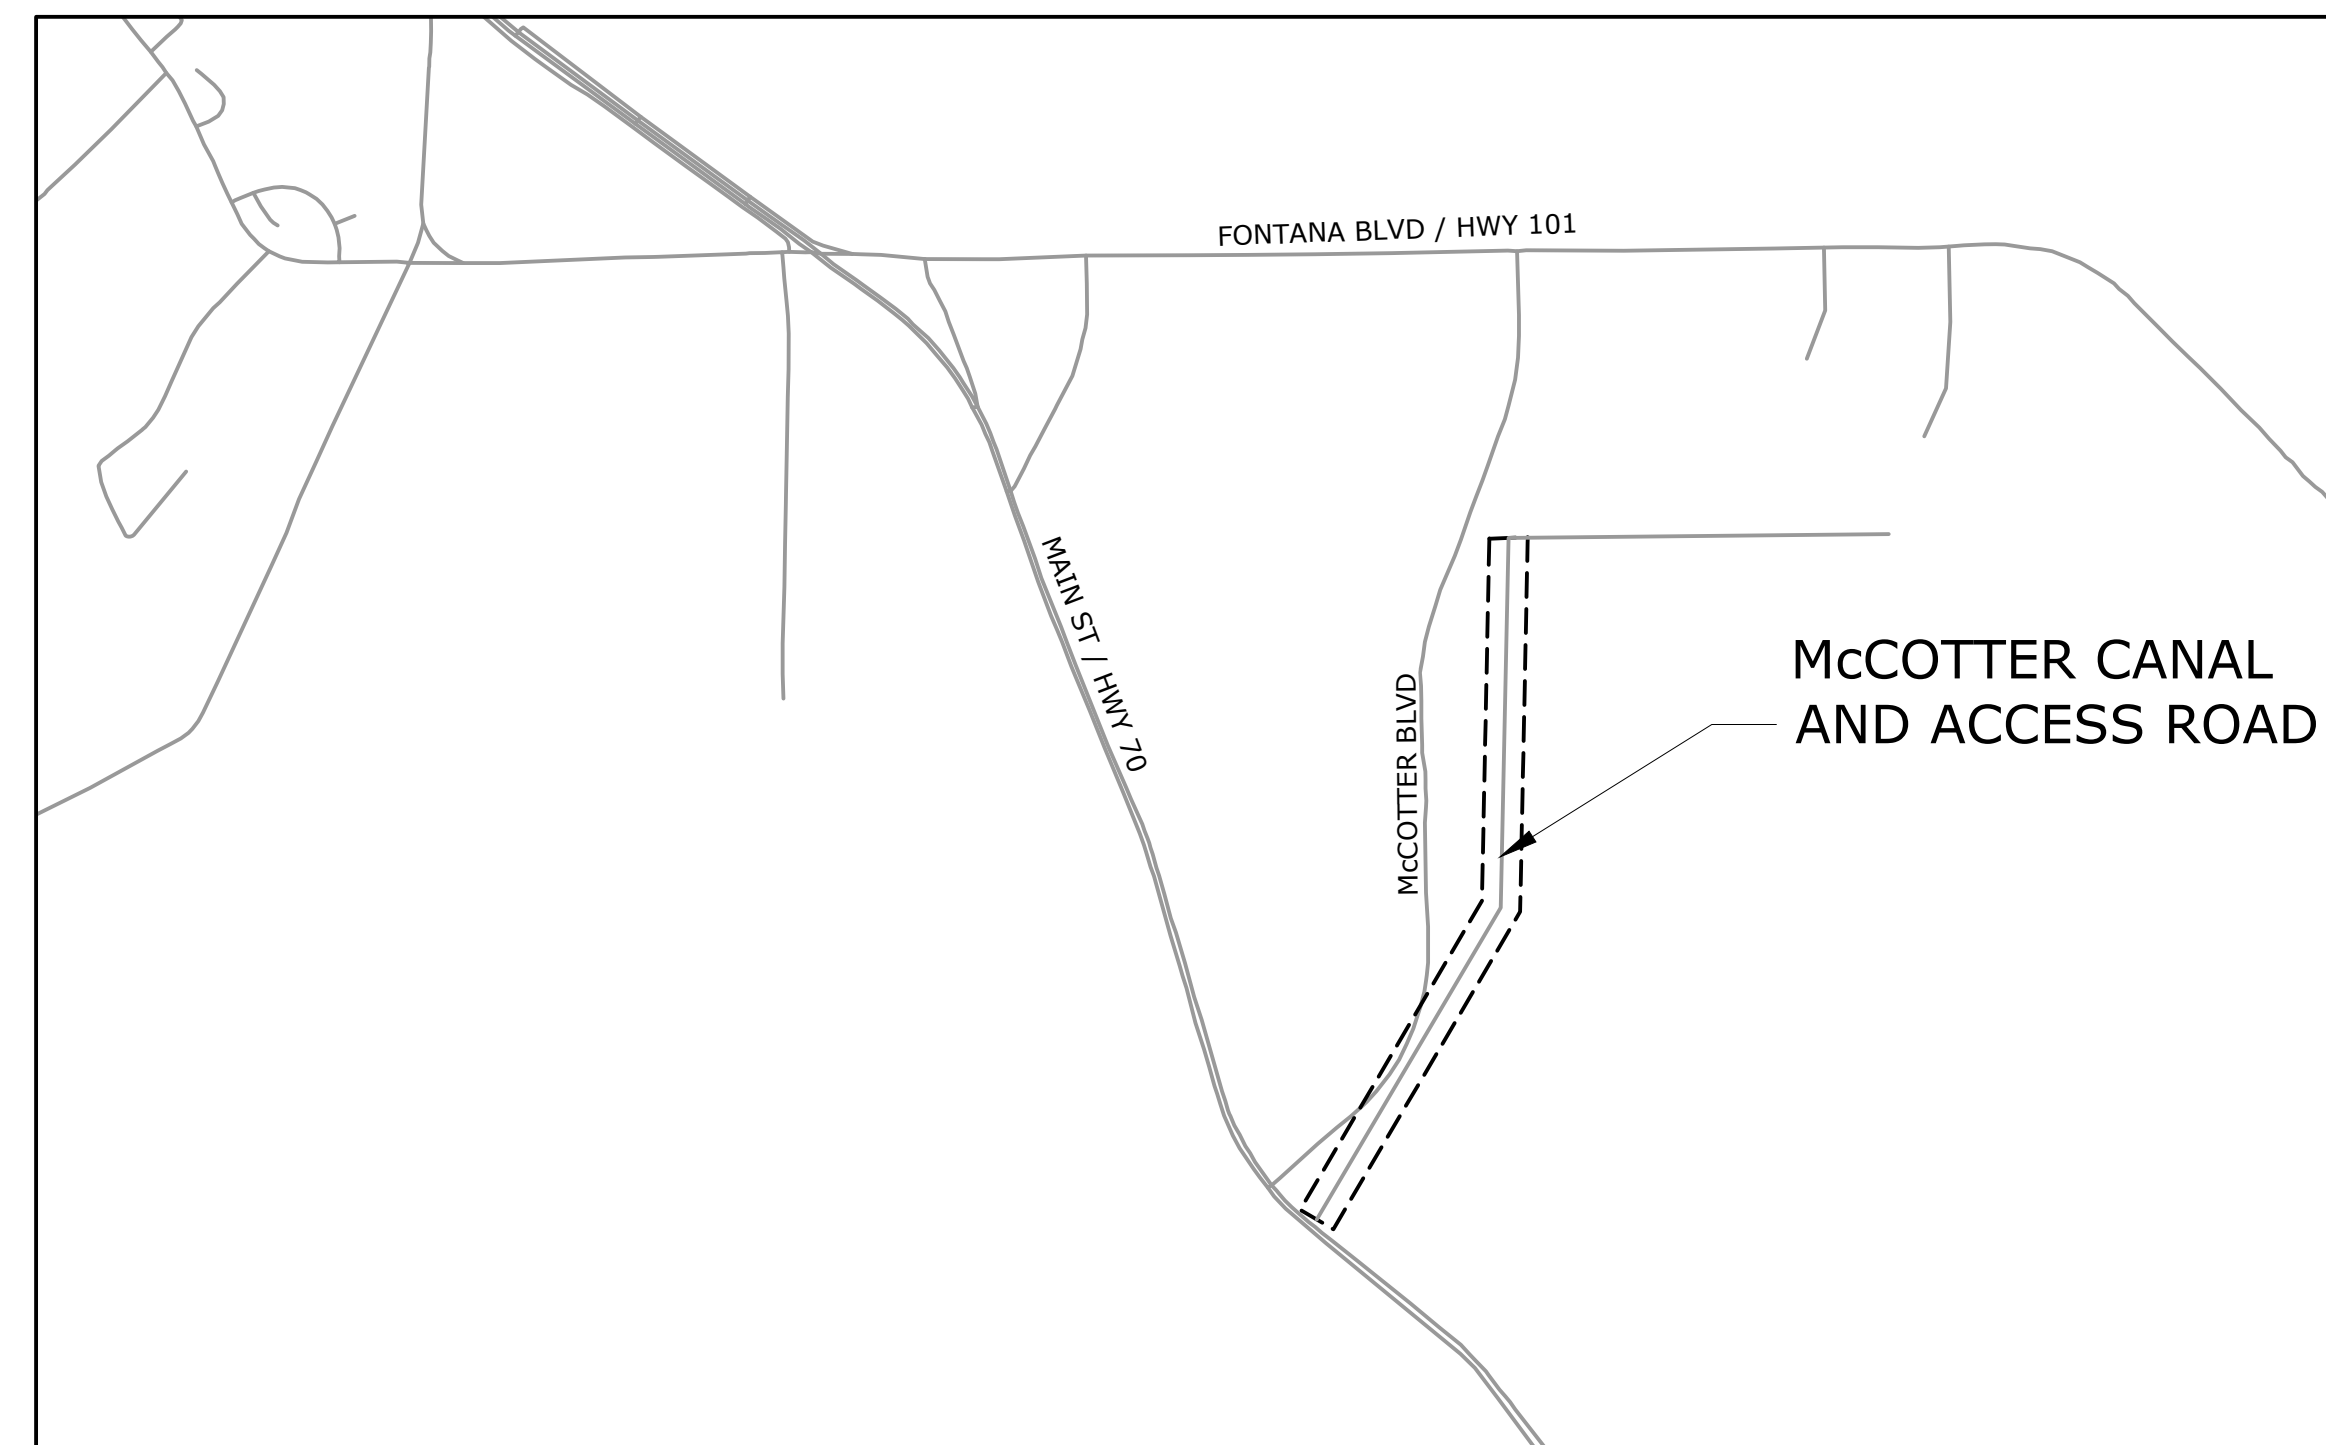 FONTANA BLVD / HWY 101
MAIN ST / HWY 70
McCOTTER BLVD
McCOTTER CANAL
AND ACCESS ROAD